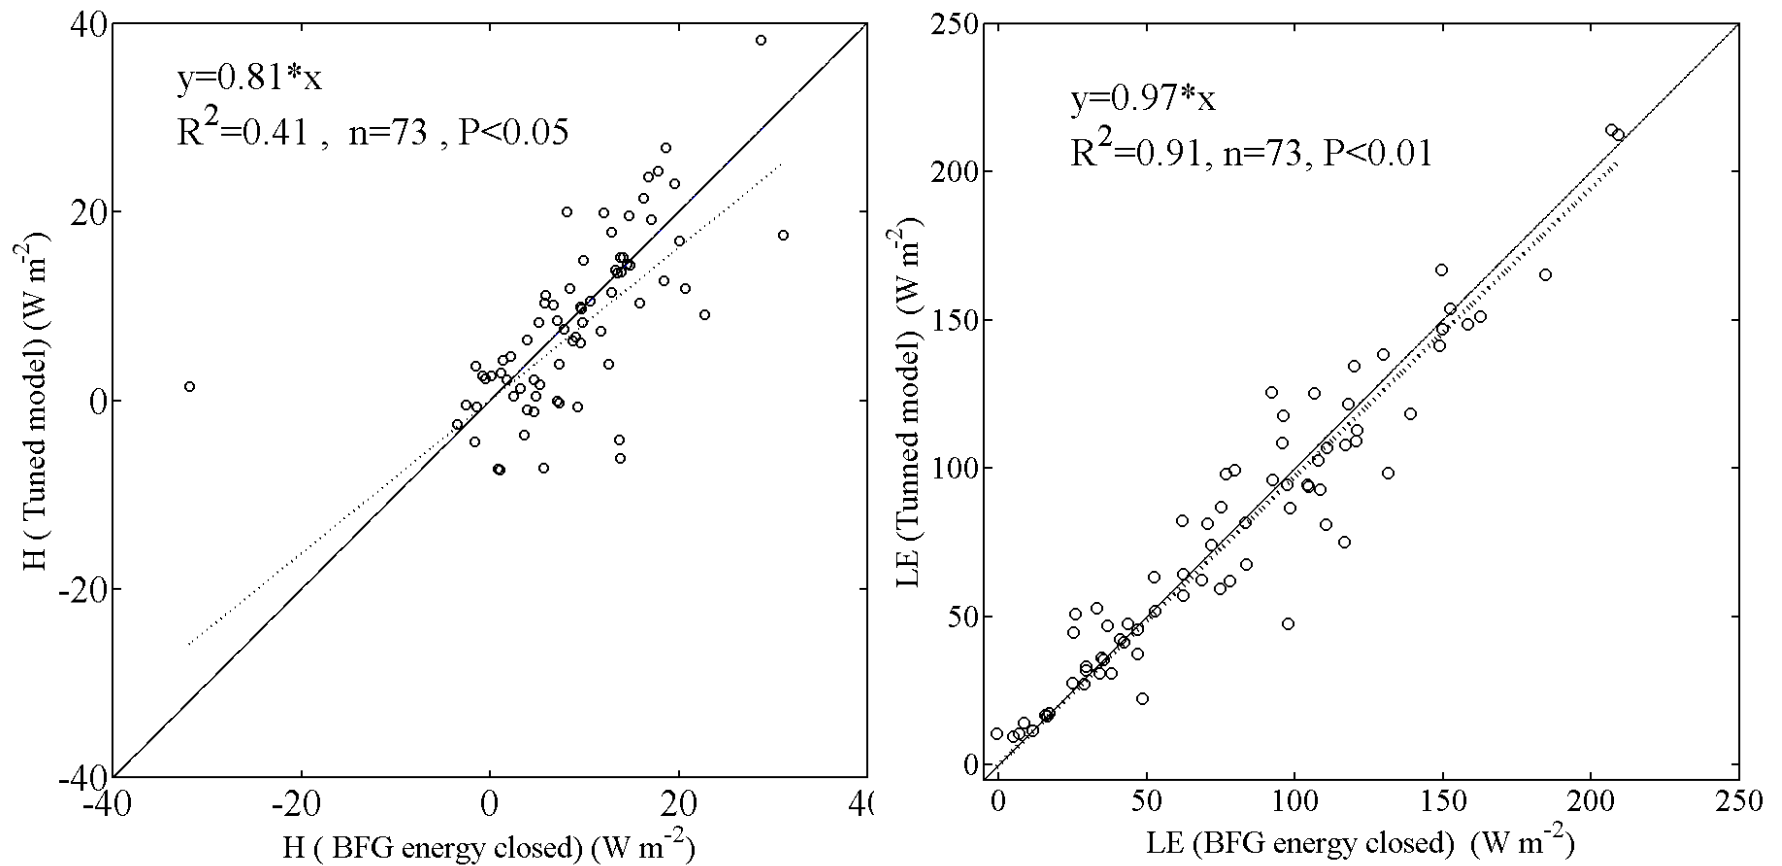 y=0.81*x
R²=0.41 , n=73 , P<0.05
40
20
0
-20
-40
-40 -20 0 20 40
H ( Tuned model) (W m⁻²)
H ( BFG energy closed) (W m⁻²)
y=0.97*x
R²=0.91, n=73, P<0.01
250
200
150
100
50
0
0 50 100 150 200 250
LE (Tunned model) (W m⁻²)
LE (BFG energy closed) (W m⁻²)